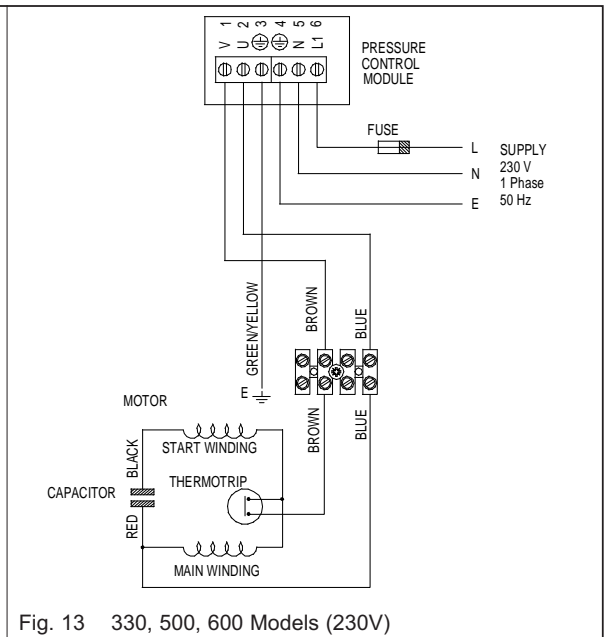 1 2 3 4 5 6
V U N L1
PRESSURE
CONTROL
MODULE
FUSE
L
N
E
SUPPLY
230 V
1 Phase
50 Hz
GREEN/YELLOW
BROWN
BLUE
E
MOTOR
BLACK
START WINDING
BROWN
BLUE
CAPACITOR
THERMOTRIP
RED
MAIN WINDING
Fig. 13 330, 500, 600 Models (230V)